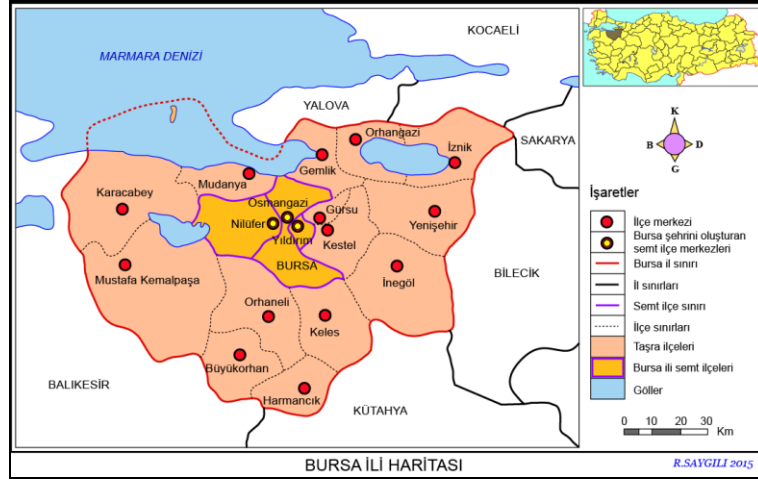 KOCAELİ
MARMARA DENİZİ
YALOVA
SAKARYA
Orhangazi
İznik
Gemlik
Mudanya
Karacabey
Osmangazi
Gürsu
Nilüfer
Yıldırım
Kestel
Yenişehir
BURSA
BİLECİK
Mustafa Kemalpaşa
İnegöl
Orhaneli
Keles
Büyükorhan
Harmancık
BALIKESİR
KÜTAHYA
K
B D
G
İşaretler
İlçe merkezi
Bursa şehrini oluşturan
semt ilçe merkezleri
Bursa il sınırı
İl sınırları
Semt ilçe sınırı
İlçe sınırları
Taşra ilçeleri
Bursa ili semt ilçeleri
Göller
0 10 20 30
Km
BURSA İLİ HARİTASI
R.SAYGILI 2015